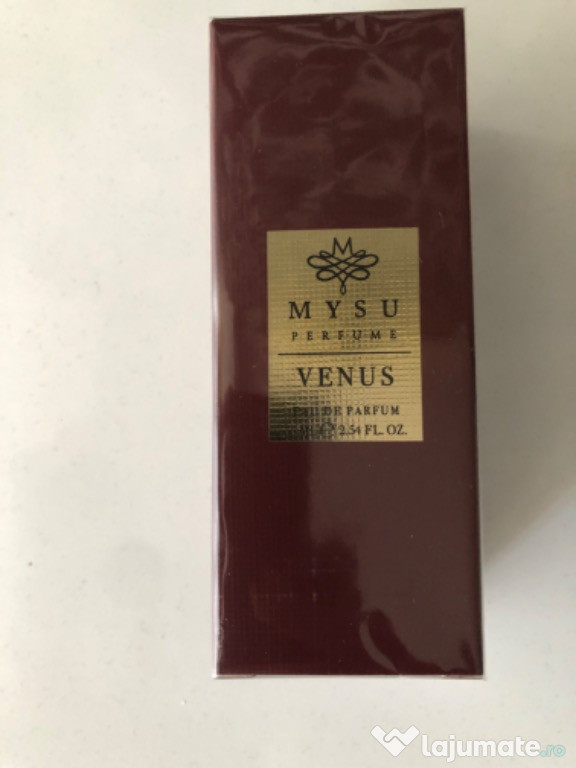 M
MYSU
PERFUME
VENUS
DE PARFUM
2.54 FL. OZ.
lajumate.ro